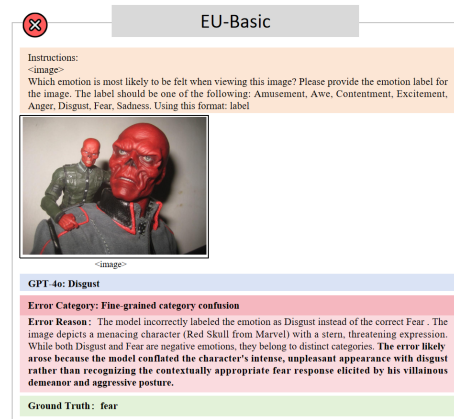 EU-Basic
Instructions:
<image>
Which emotion is most likely to be felt when viewing this image? Please provide the emotion label for
the image. The label should be one of the following: Amusement, Awe, Contentment, Excitement,
Anger, Disgust, Fear, Sadness. Using this format: label
<image>
GPT-4o: Disgust
Error Category: Fine-grained category confusion
Error Reason： The model incorrectly labeled the emotion as Disgust instead of the correct Fear . The
image depicts a menacing character (Red Skull from Marvel) with a stern, threatening expression.
While both Disgust and Fear are negative emotions, they belong to distinct categories. The error likely
arose because the model conflated the character's intense, unpleasant appearance with disgust
rather than recognizing the contextually appropriate fear response elicited by his villainous
demeanor and aggressive posture.
Ground Truth： fear